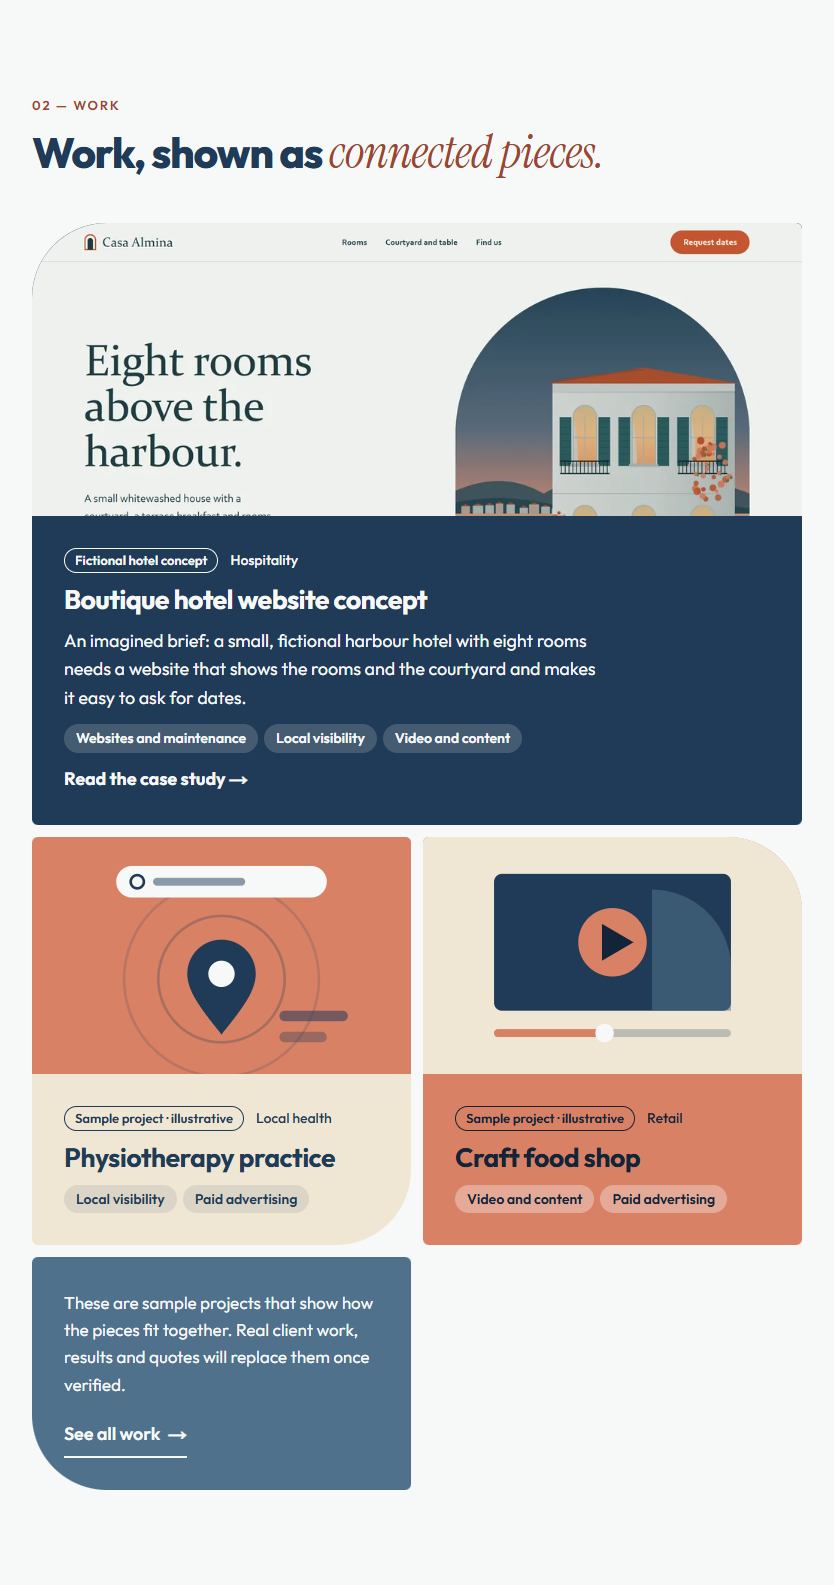 02 — WORK
Work, shown as connected pieces.
Casa Almina
Rooms
Courtyard and table
Find us
Request dates
Eight rooms
above the
harbour.
A small whitewashed house with a
courtyard, a terrace breakfast and rooms
Fictional hotel concept
Hospitality
Boutique hotel website concept
An imagined brief: a small, fictional harbour hotel with eight rooms
needs a website that shows the rooms and the courtyard and makes
it easy to ask for dates.
Websites and maintenance
Local visibility
Video and content
Read the case study →
Sample project · illustrative
Local health
Physiotherapy practice
Local visibility
Paid advertising
Sample project · illustrative
Retail
Craft food shop
Video and content
Paid advertising
These are sample projects that show how
the pieces fit together. Real client work,
results and quotes will replace them once
verified.
See all work →